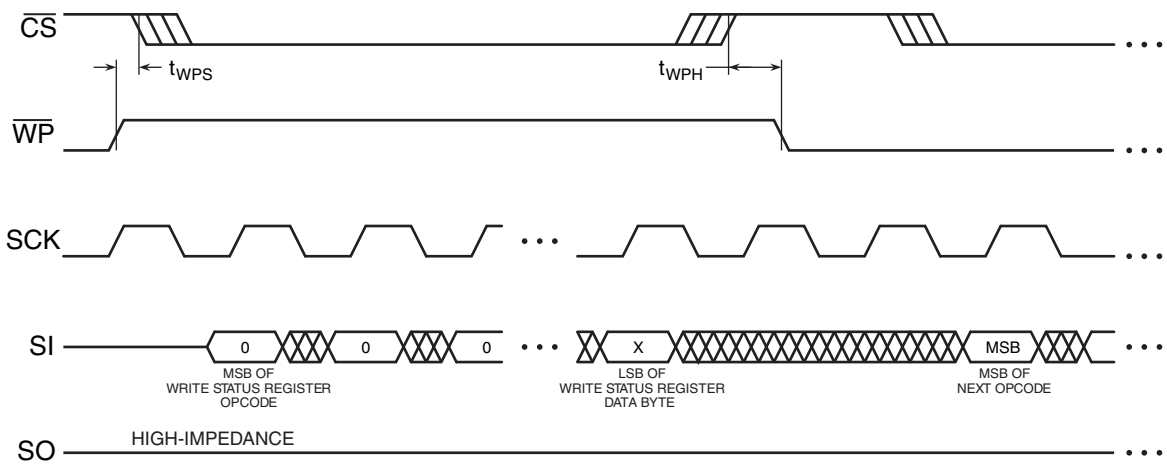 CS
tWPS
tWPH
WP
SCK
SI
0
0
0
X
MSB
MSB OF
WRITE STATUS REGISTER
OPCODE
LSB OF
WRITE STATUS REGISTER
DATA BYTE
MSB OF
NEXT OPCODE
SO
HIGH-IMPEDANCE